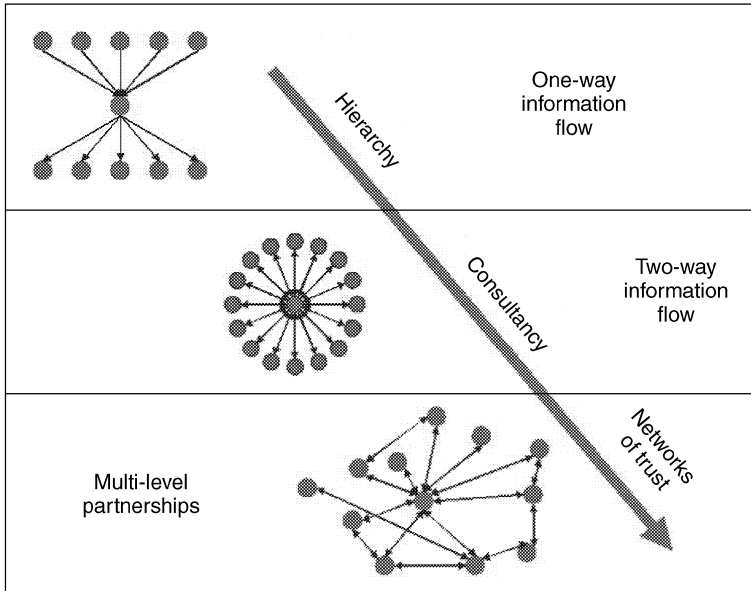 One-way
information
flow
Hierarchy
Two-way
information
flow
Consultancy
Networks
of trust
Multi-level
partnerships